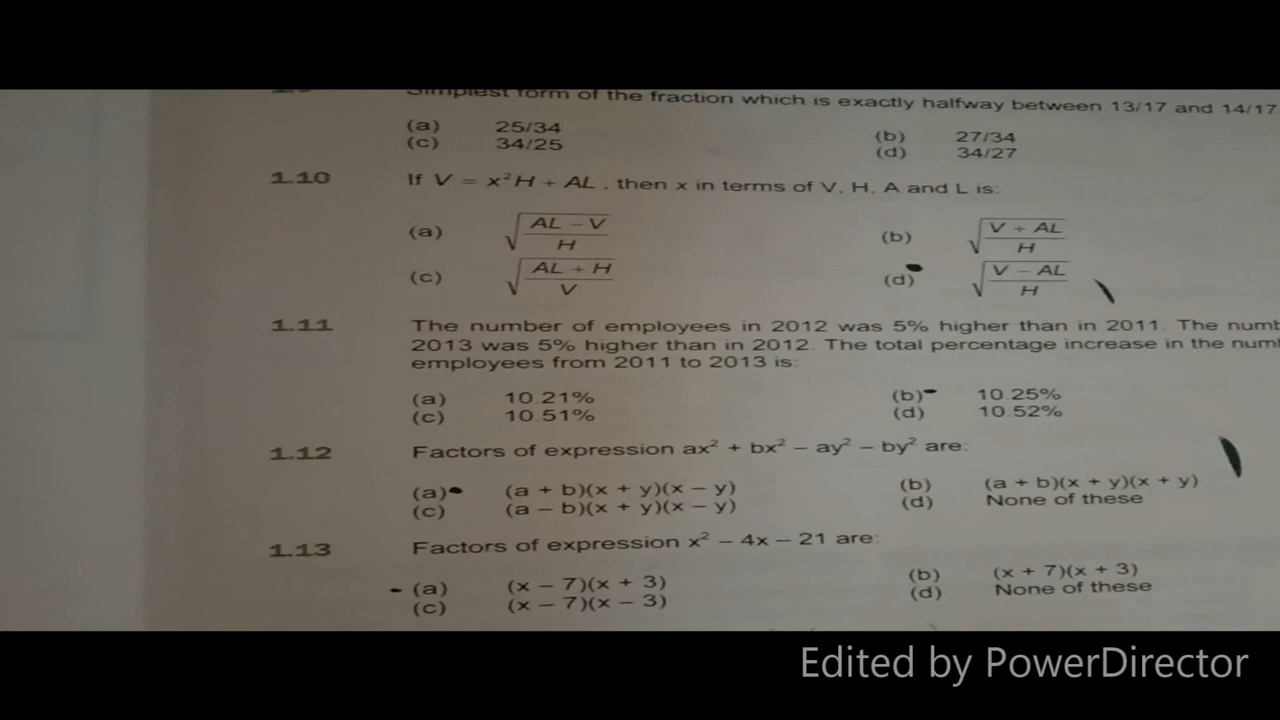 Simplest form of the fraction which is exactly halfway between 13/17 and 14/17
(a) 25/34 (b) 27/34
(c) 34/25 (d) 34/27
1.10 If V = x²H + AL , then x in terms of V, H, A and L is:
(a) √((AL – V)/H) (b) √((V + AL)/H)
(c) √((AL + H)/V) (d) √((V – AL)/H)
1.11 The number of employees in 2012 was 5% higher than in 2011. The
2013 was 5% higher than in 2012. The total percentage increase in the
employees from 2011 to 2013 is:
(a) 10.21% (b) 10.25%
(c) 10.51% (d) 10.52%
1.12 Factors of expression ax² + bx² – ay² – by² are:
(a) (a + b)(x + y)(x – y) (b) (a + b)(x + y)(x + y)
(c) (a – b)(x + y)(x – y) (d) None of these
1.13 Factors of expression x² – 4x – 21 are:
(a) (x – 7)(x + 3) (b) (x + 7)(x + 3)
(c) (x – 7)(x – 3) (d) None of these
Edited by PowerDirector